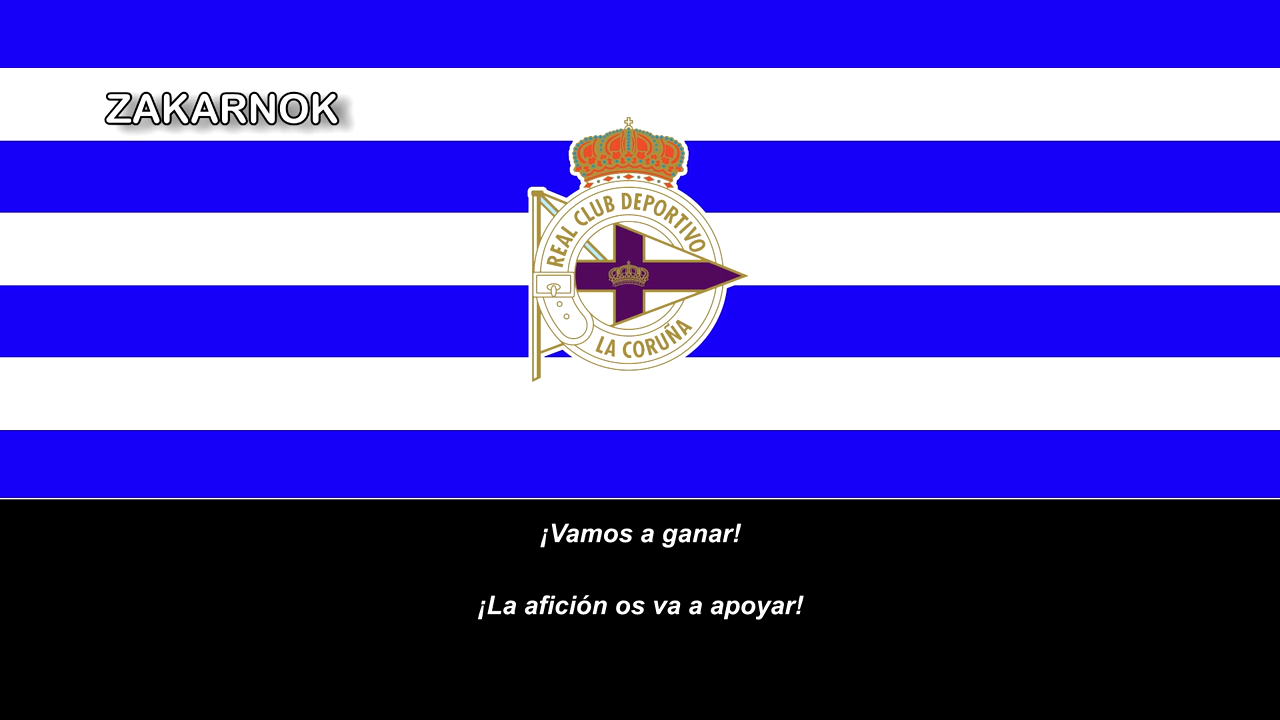 ZAKARNOK
REAL CLUB DEPORTIVO
LA CORUÑA
¡Vamos a ganar!
¡La afición os va a apoyar!